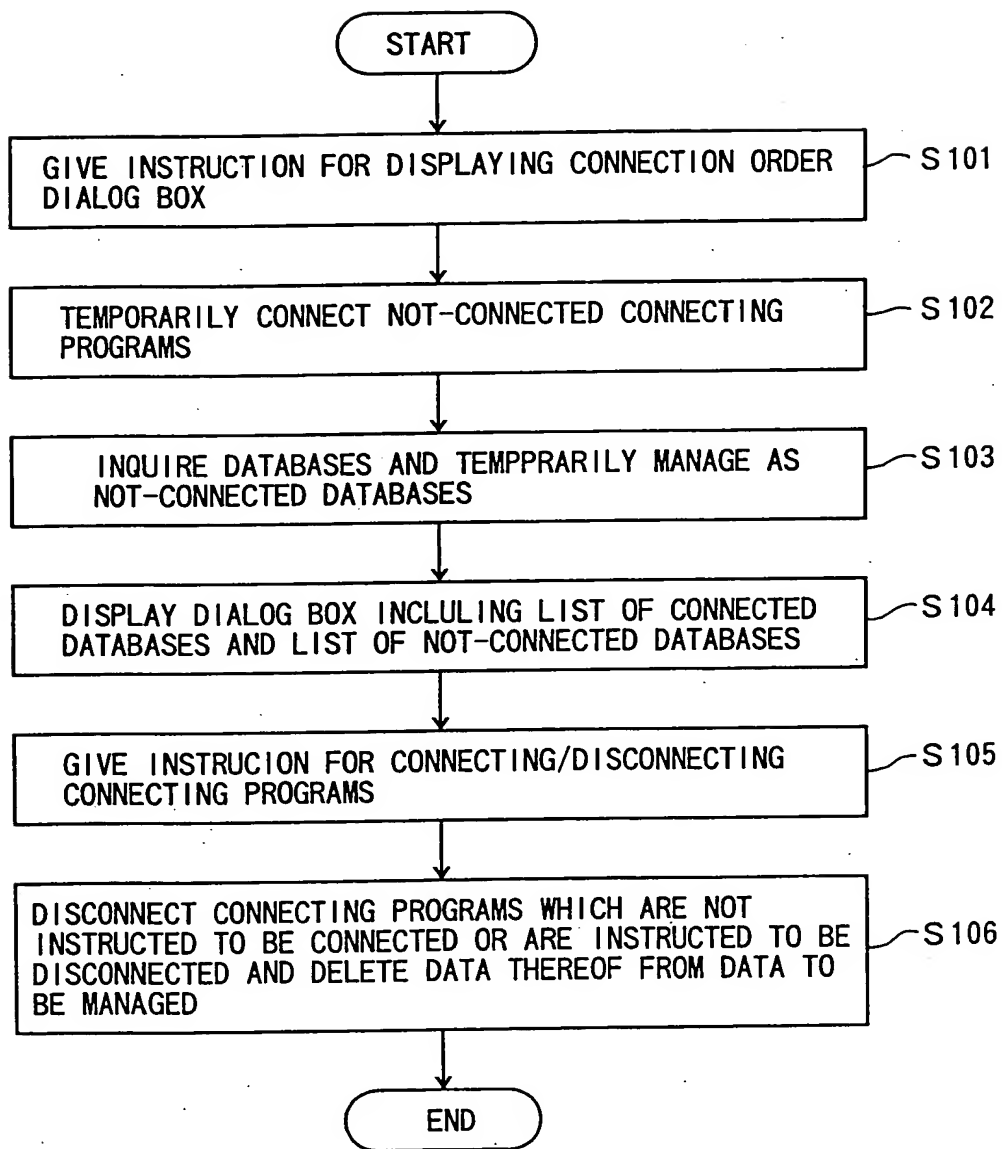 START
GIVE INSTRUCTION FOR DISPLAYING CONNECTION ORDER
DIALOG BOX
S101
TEMPORARILY CONNECT NOT-CONNECTED CONNECTING
PROGRAMS
S102
INQUIRE DATABASES AND TEMPPRARILY MANAGE AS
NOT-CONNECTED DATABASES
S103
DISPLAY DIALOG BOX INCLULING LIST OF CONNECTED
DATABASES AND LIST OF NOT-CONNECTED DATABASES
S104
GIVE INSTRUCION FOR CONNECTING/DISCONNECTING
CONNECTING PROGRAMS
S105
DISCONNECT CONNECTING PROGRAMS WHICH ARE NOT
INSTRUCTED TO BE CONNECTED OR ARE INSTRUCTED TO BE
DISCONNECTED AND DELETE DATA THEREOF FROM DATA TO
BE MANAGED
S106
END